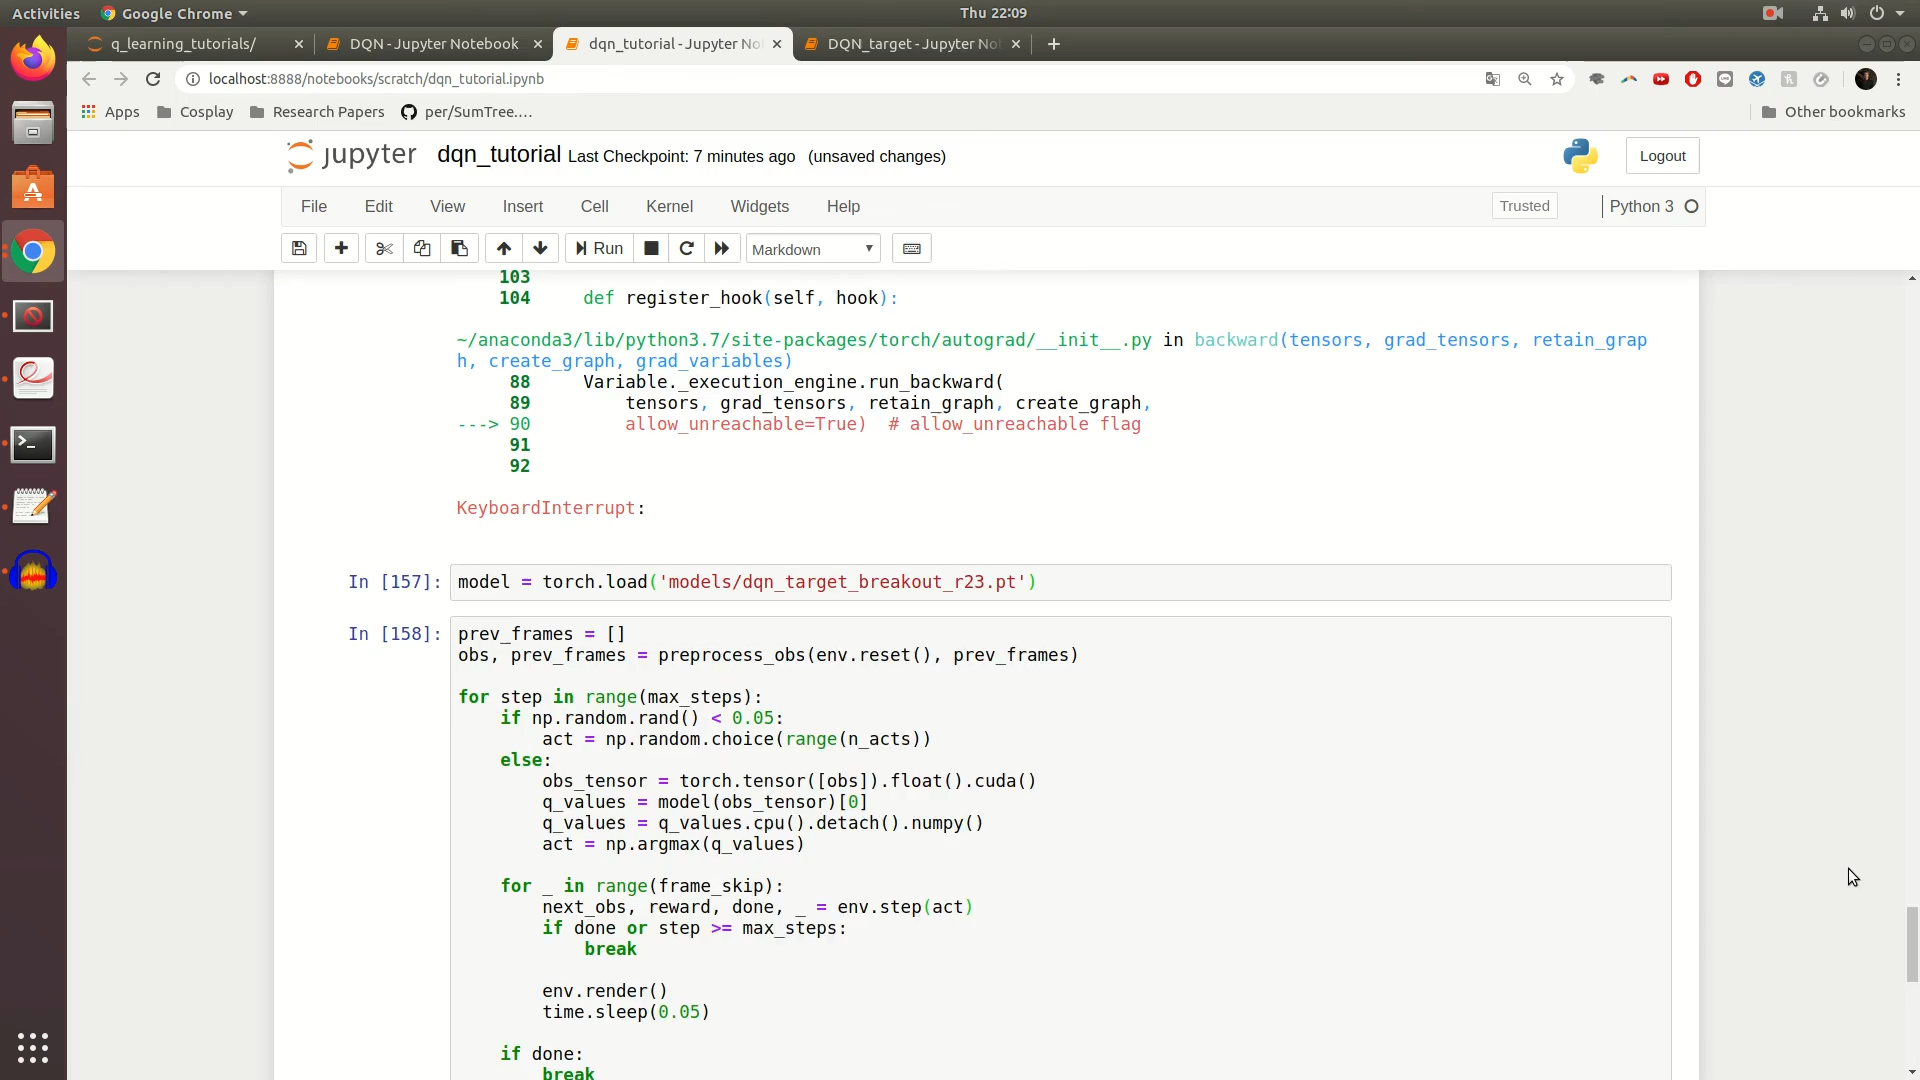 Activities Google Chrome Thu 22:09
q_learning_tutorials/ DQN - Jupyter Notebook dqn_tutorial - Jupyter No DQN_target - Jupyter No
localhost:8888/notebooks/scratch/dqn_tutorial.ipynb
Apps Cosplay Research Papers per/SumTree.... Other bookmarks
jupyter dqn_tutorial Last Checkpoint: 7 minutes ago (unsaved changes) Logout
File Edit View Insert Cell Kernel Widgets Help Trusted Python 3
Run Markdown
103
104 def register_hook(self, hook):
~/anaconda3/lib/python3.7/site-packages/torch/autograd/__init__.py in backward(tensors, grad_tensors, retain_grap
h, create_graph, grad_variables)
88 Variable._execution_engine.run_backward(
89 tensors, grad_tensors, retain_graph, create_graph,
---> 90 allow_unreachable=True) # allow_unreachable flag
91
92
KeyboardInterrupt:
In [157]: model = torch.load('models/dqn_target_breakout_r23.pt')
In [158]: prev_frames = []
obs, prev_frames = preprocess_obs(env.reset(), prev_frames)
for step in range(max_steps):
if np.random.rand() < 0.05:
act = np.random.choice(range(n_acts))
else:
obs_tensor = torch.tensor([obs]).float().cuda()
q_values = model(obs_tensor)[0]
q_values = q_values.cpu().detach().numpy()
act = np.argmax(q_values)
for _ in range(frame_skip):
next_obs, reward, done, _ = env.step(act)
if done or step >= max_steps:
break
env.render()
time.sleep(0.05)
if done:
break